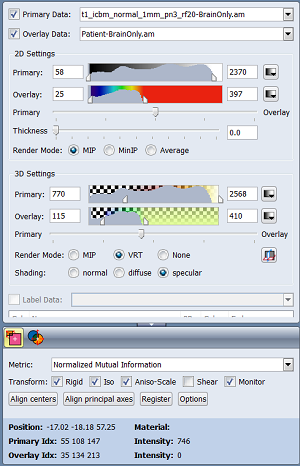 Primary Data: t1_icbm_normal_1mm_pn3_rf20-BrainOnly.am
Overlay Data: Patient-BrainOnly.am
2D Settings
Primary: 58 2370
Overlay: 25 397
Primary Overlay
Thickness 0.0
Render Mode: MIP MinIP Average
3D Settings
Primary: 770 2568
Overlay: 115 410
Primary Overlay
Render Mode: MIP VRT None
Shading: normal diffuse specular
Label Data:
Metric: Normalized Mutual Information
Transform: Rigid Iso Aniso-Scale Shear Monitor
Align centers Align principal axes Register Options
Position: -17.02 -18.18 57.25 Material:
Primary Idx: 55 108 147 Intensity: 746
Overlay Idx: 35 134 213 Intensity: 0